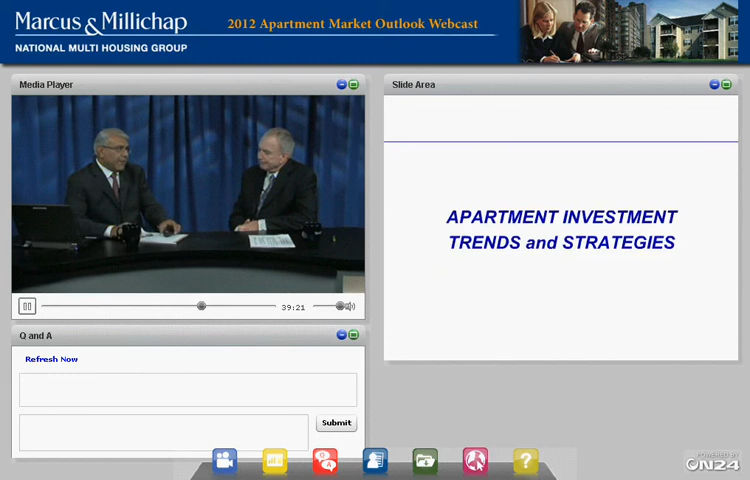 Marcus & Millichap
NATIONAL MULTI HOUSING GROUP
2012 Apartment Market Outlook Webcast
Media Player
39:21
Slide Area
APARTMENT INVESTMENT
TRENDS and STRATEGIES
Q and A
Refresh Now
Submit
Q
A
?
POWERED BY
ON24